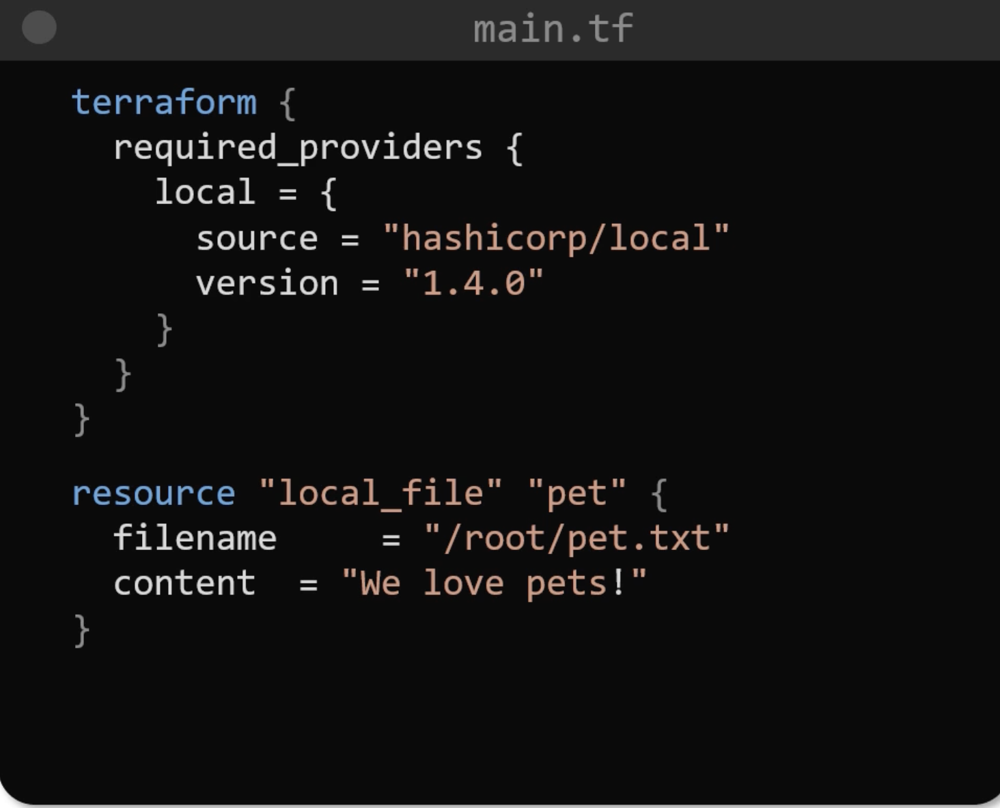 main.tf
terraform {
  required_providers {
    local = {
      source = "hashicorp/local"
      version = "1.4.0"
    }
  }
}
resource "local_file" "pet" {
  filename     = "/root/pet.txt"
  content  = "We love pets!"
}